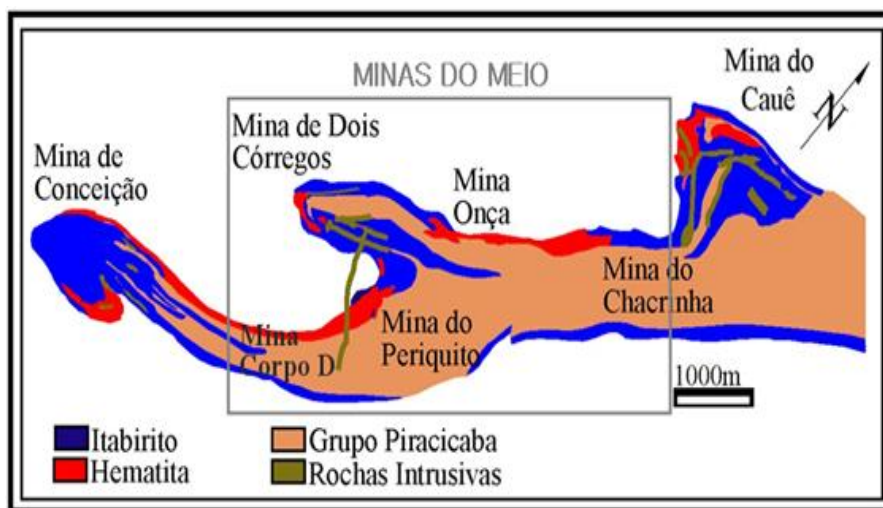 MINAS DO MEIO
Mina do
Cauê
N
Mina de
Conceição
Mina de Dois
Córregos
Mina
Onça
Mina do
Chacrinha
Mina
Corpo D
Mina do
Periquito
1000m
Itabirito
Grupo Piracicaba
Hematita
Rochas Intrusivas